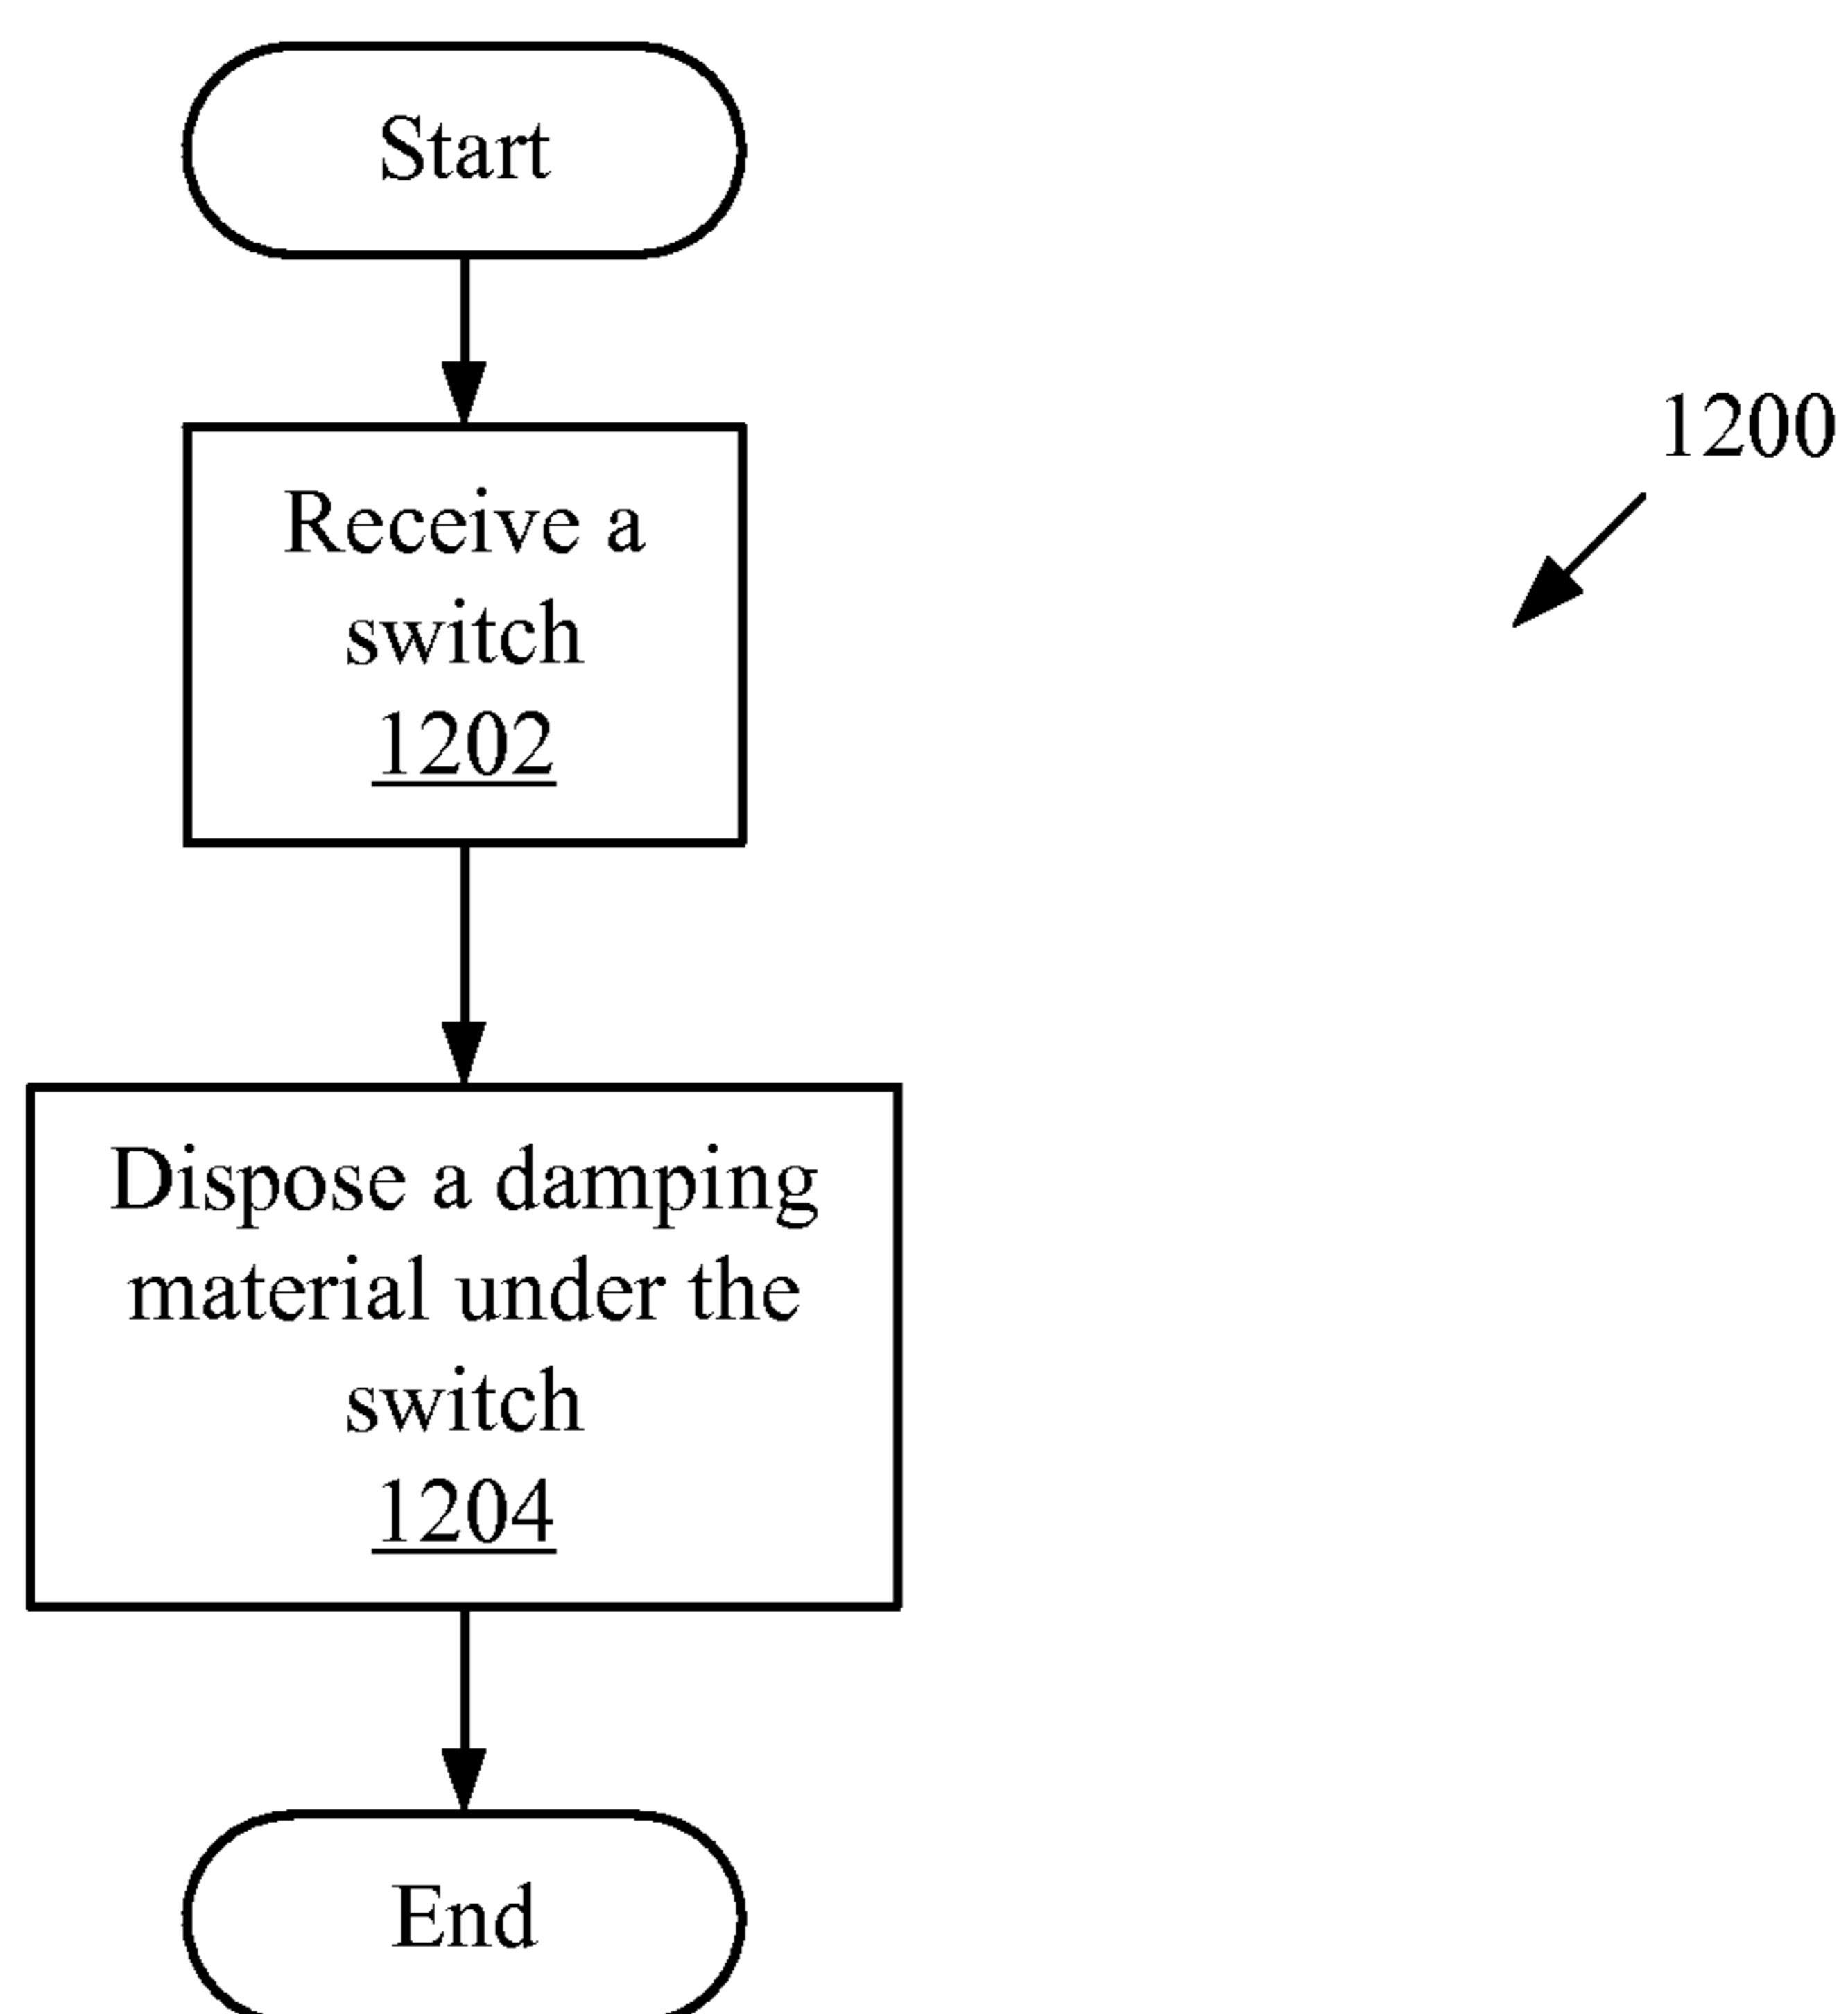 Start
1200
Receive a
switch
1202
Dispose a damping
material under the
switch
1204
End